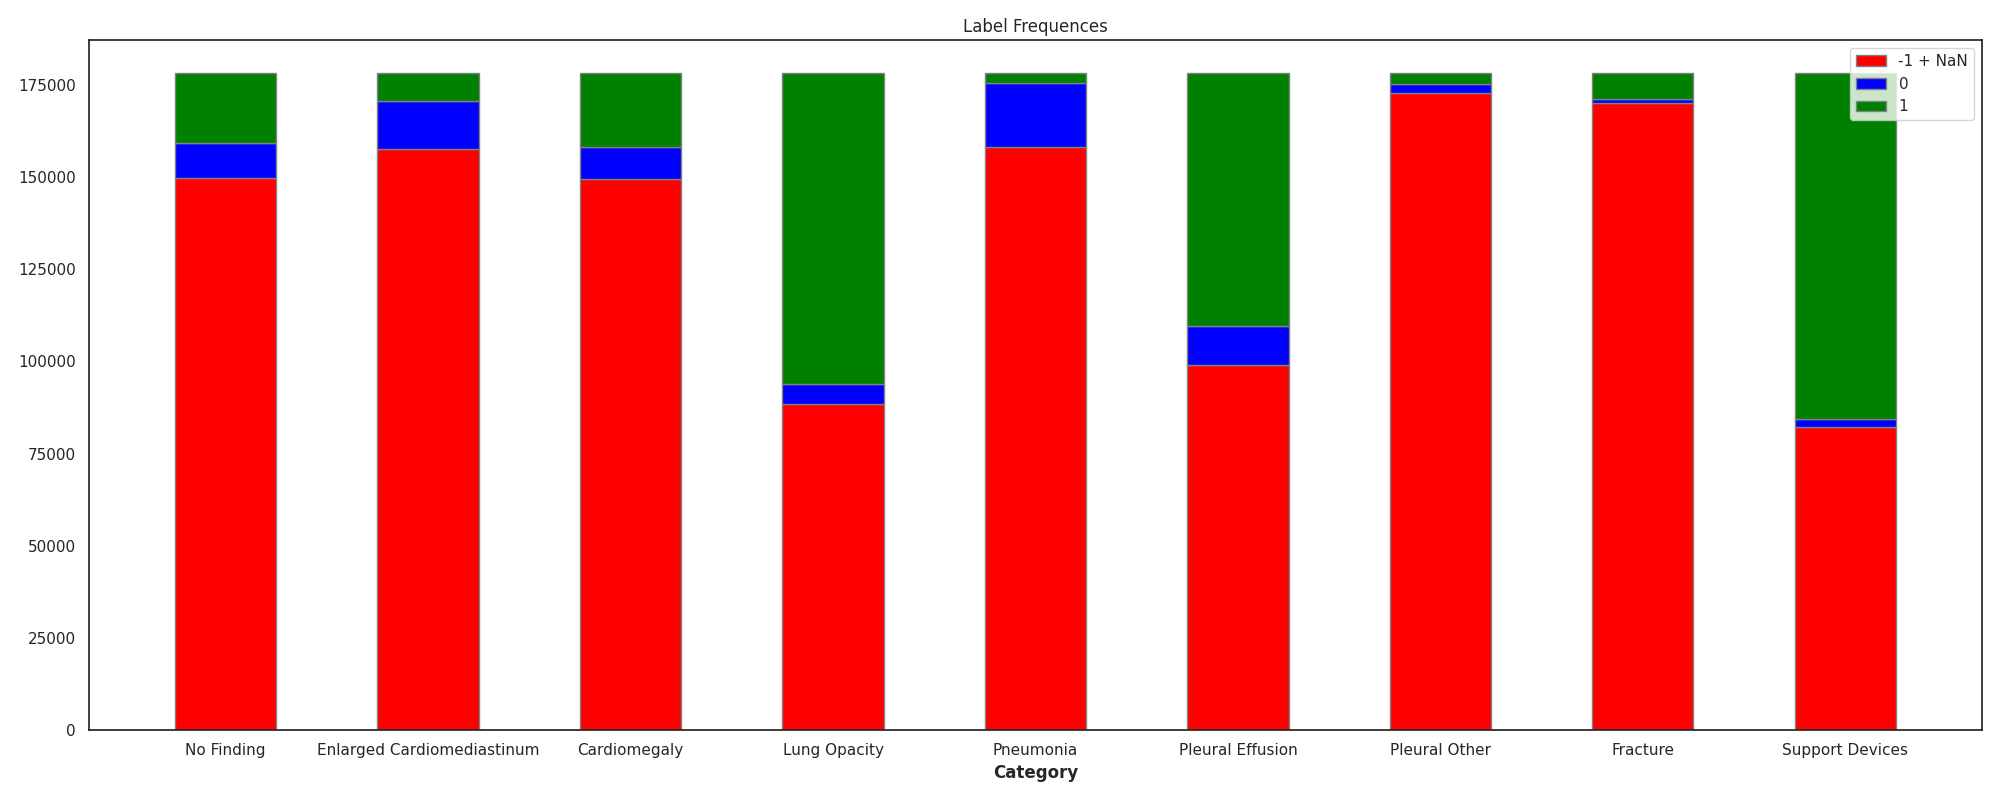 Label Frequences
-1 + NaN
0
1
175000
150000
125000
100000
75000
50000
25000
0
No Finding Enlarged Cardiomediastinum Cardiomegaly Lung Opacity Pneumonia Pleural Effusion Pleural Other Fracture Support Devices
Category